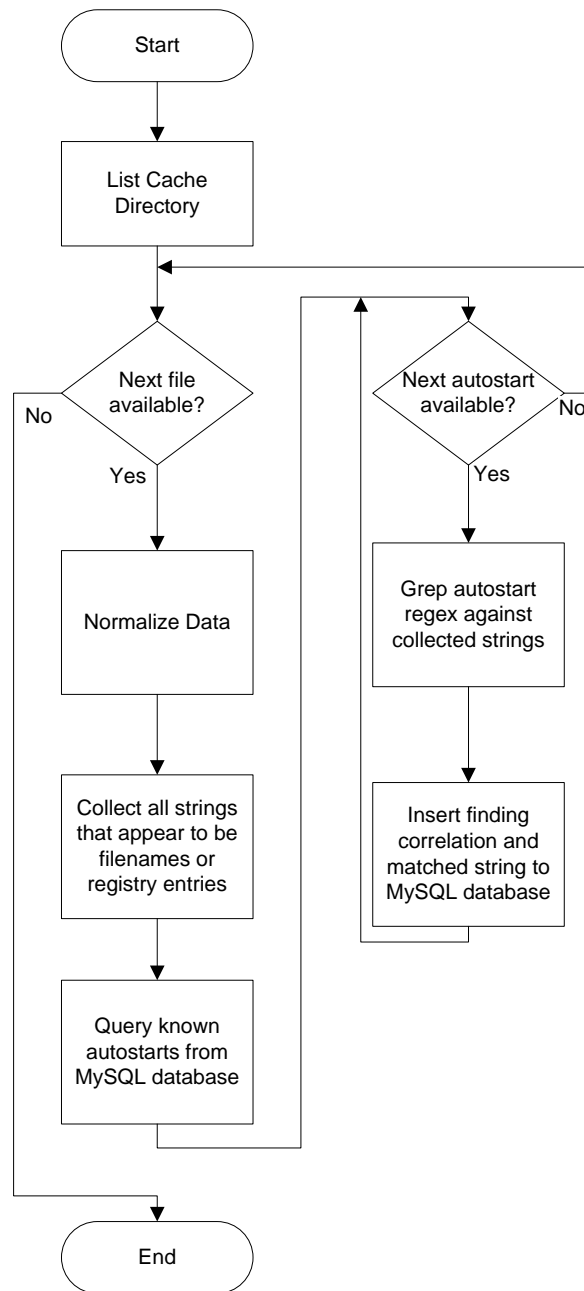 Start
List Cache
Directory
Next file
available?
No
Yes
Normalize Data
Collect all strings
that appear to be
filenames or
registry entries
Query known
autostarts from
MySQL database
End
Next autostart
available?
No
Yes
Grep autostart
regex against
collected strings
Insert finding
correlation and
matched string to
MySQL database